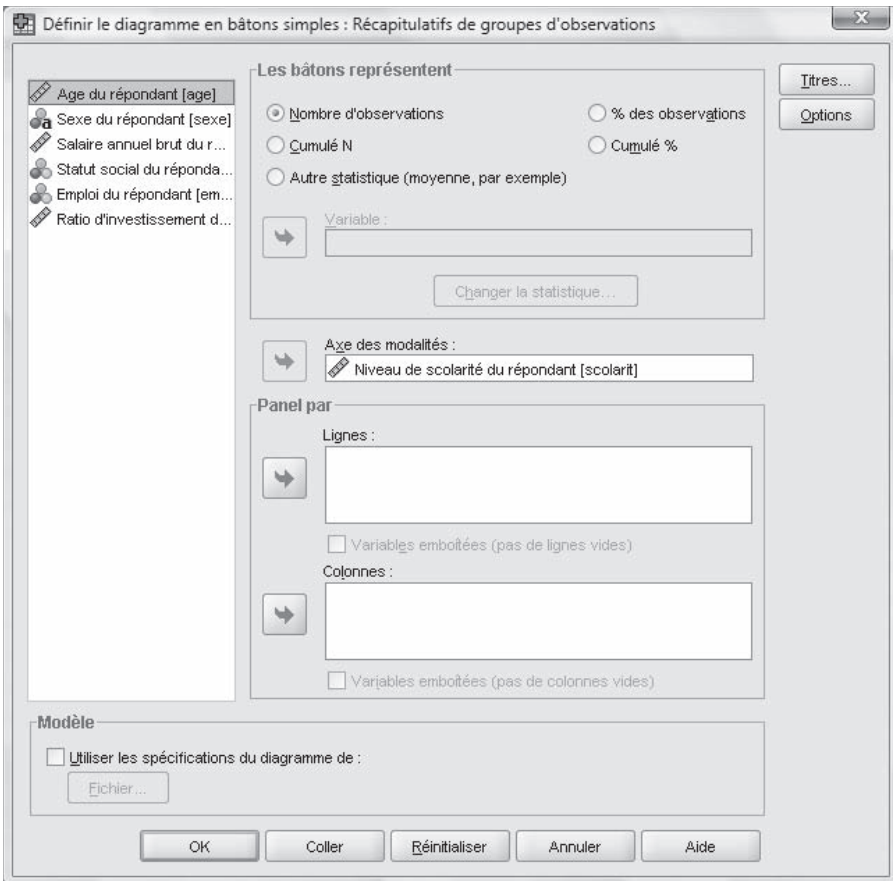 Définir le diagramme en bâtons simples : Récapitulatifs de groupes d'observations
Age du répondant [age]
Sexe du répondant [sexe]
Salaire annuel brut du r...
Statut social du réponda...
Emploi du répondant [em...
Ratio d'investissement d...
Les bâtons représentent
Nombre d'observations
% des observations
Cumulé N
Cumulé %
Autre statistique (moyenne, par exemple)
Variable :
Changer la statistique...
Axe des modalités :
Niveau de scolarité du répondant [scolarit]
Panel par
Lignes :
Variables emboîtées (pas de lignes vides)
Colonnes :
Variables emboîtées (pas de colonnes vides)
Titres...
Options
Modèle
Utiliser les spécifications du diagramme de :
Fichier...
OK
Coller
Réinitialiser
Annuler
Aide